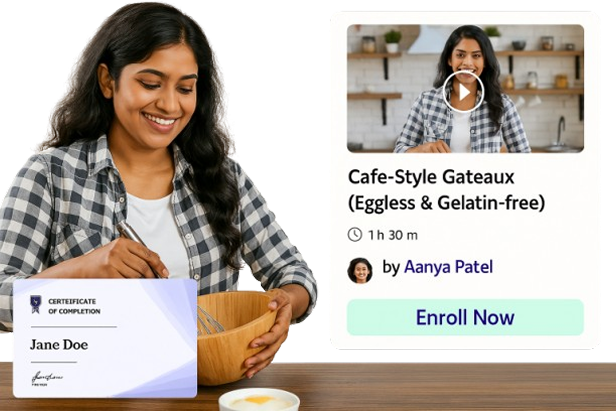 Cafe-Style Gateaux
(Eggless & Gelatin-free)
1 h 30 m
by Aanya Patel
Enroll Now
CERTEIFICATE
OF COMPLETION
Jane Doe